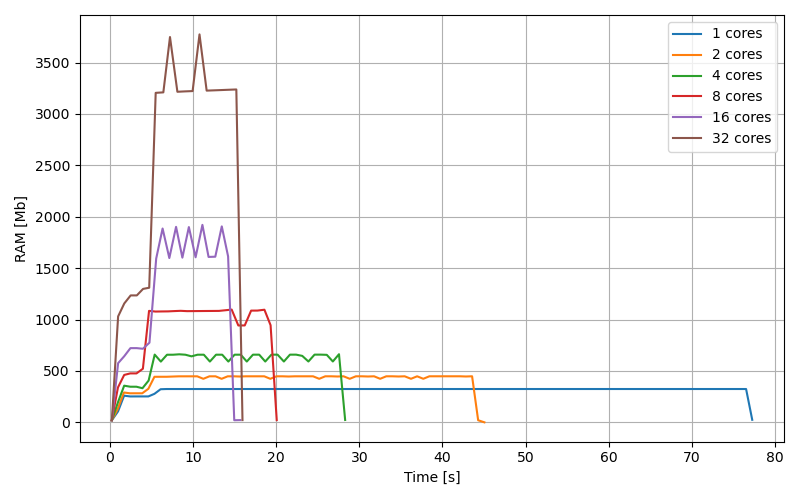 1 cores
2 cores
4 cores
8 cores
16 cores
32 cores
RAM [Mb]
3500
3000
2500
2000
1500
1000
500
0
0 10 20 30 40 50 60 70 80
Time [s]